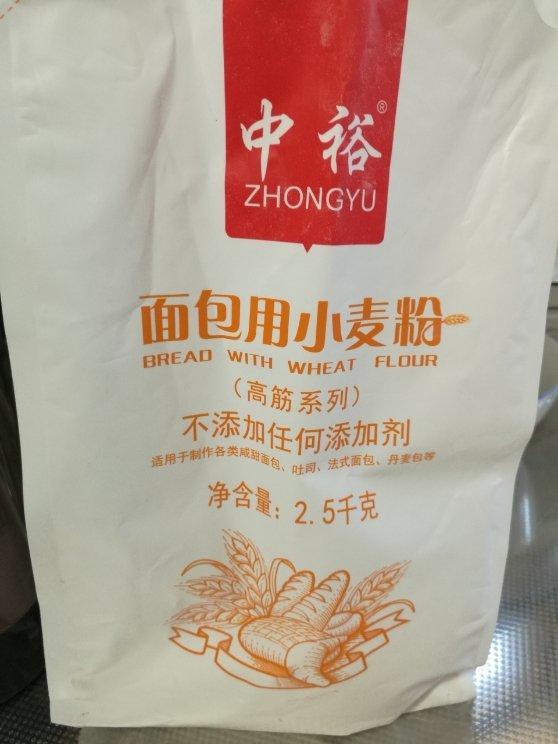 中裕®
ZHONGYU
面包用小麦粉
BREAD WITH WHEAT FLOUR
（高筋系列）
不添加任何添加剂
适用于制作各类咸甜面包、吐司、法式面包、丹麦包等
净含量：2.5千克